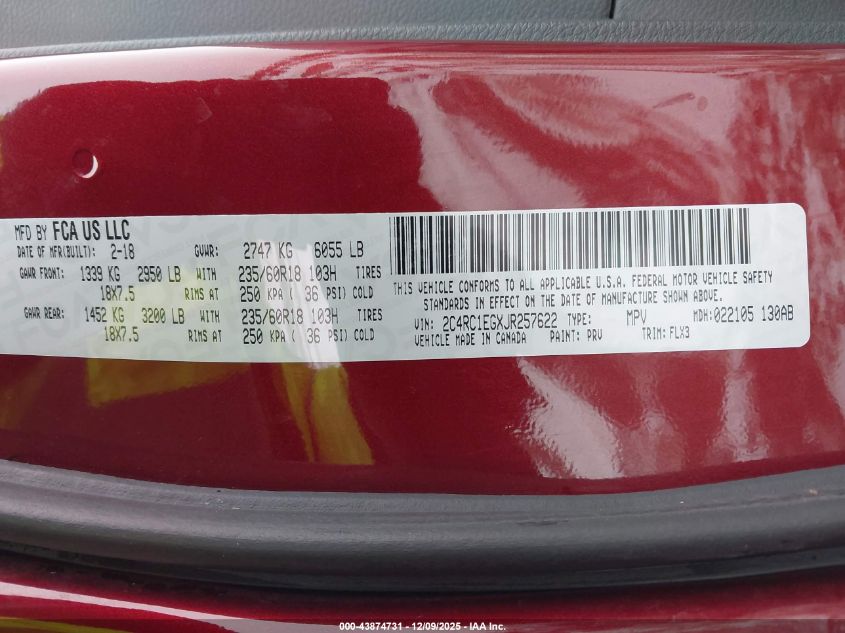 MFD BY FCA US LLC
DATE OF MFR(BUILT): 2-18 GVWR: 2747 KG 6055 LB
GAWR FRONT: 1339 KG 2950 LB WITH 235/60R18 103H TIRES
18X7.5 RIMS AT 250 KPA ( 36 PSI) COLD
GAWR REAR: 1452 KG 3200 LB WITH 235/60R18 103H TIRES
18X7.5 RIMS AT 250 KPA ( 36 PSI) COLD
THIS VEHICLE CONFORMS TO ALL APPLICABLE U.S.A. FEDERAL MOTOR VEHICLE SAFETY
STANDARDS IN EFFECT ON THE DATE OF MANUFACTURE SHOWN ABOVE.
VIN: 2C4RC1EGXJR257622 TYPE: MPV MDH: 022105 130AB
VEHICLE MADE IN CANADA PAINT: PRV TRIM: FLX3
000-43874731 - 12/09/2025 - IAA Inc.